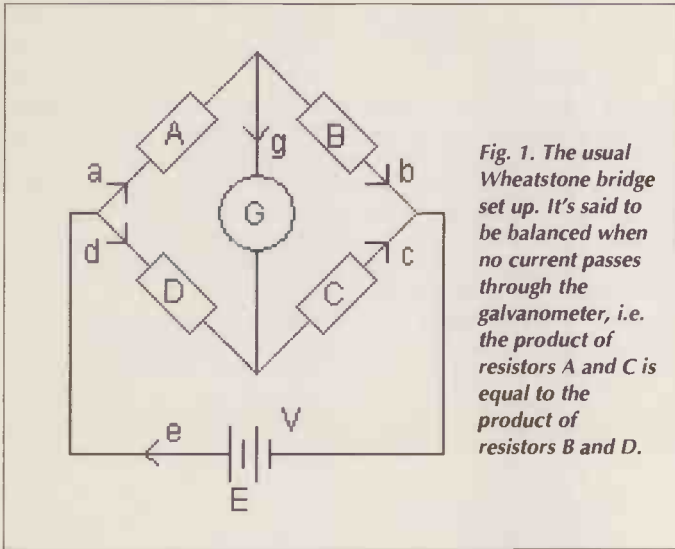 A
B
g
a
b
G
d
c
D
C
e
V
E
Fig. 1. The usual
Wheatstone bridge
set up. It's said to
be balanced when
no current passes
through the
galvanometer, i.e.
the product of
resistors A and C is
equal to the
product of
resistors B and D.